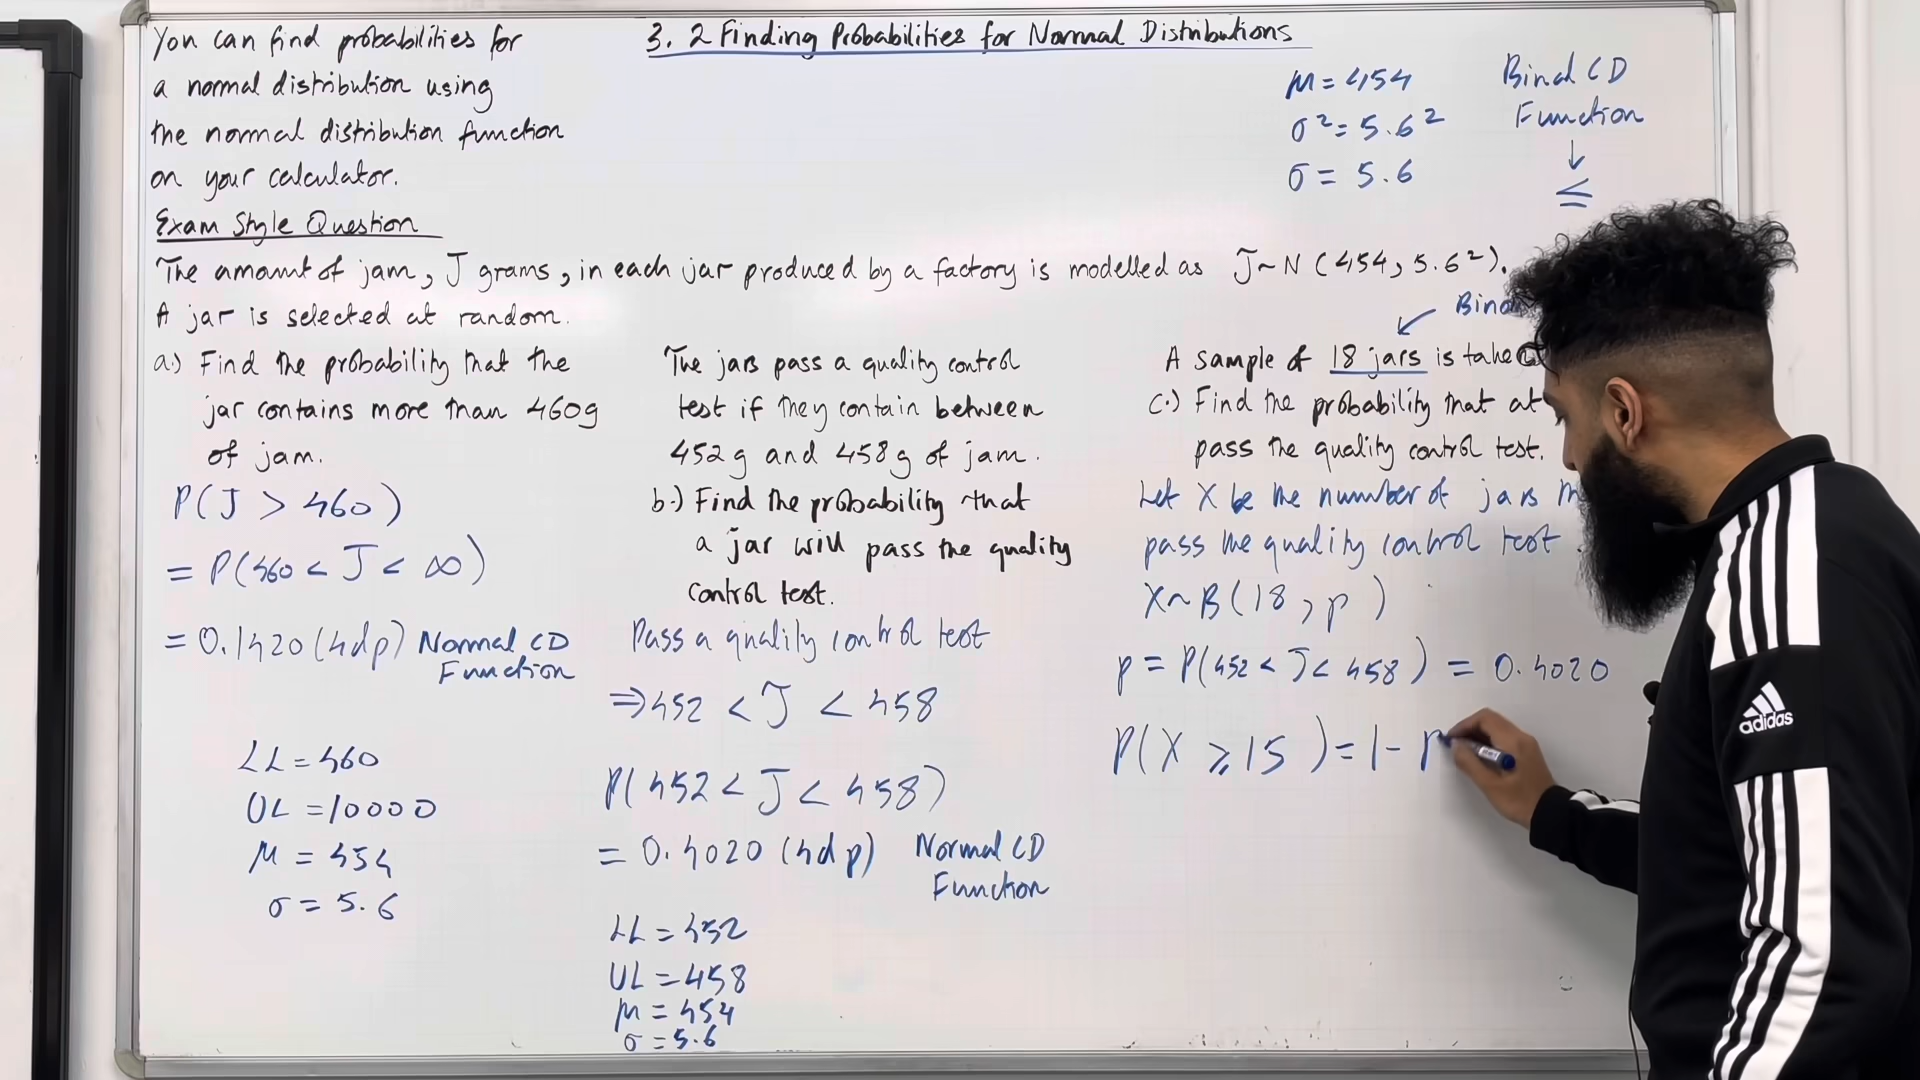 3.2 Finding Probabilities for Normal Distributions
You can find probabilities for
a normal distribution using
the normal distribution function
on your calculator.
μ = 454
σ² = 5.6²
σ = 5.6
Binal CD
Function
↓
≤
Exam Style Question
The amount of jam, J grams, in each jar produced by a factory is modelled as J~N(454, 5.6²).
A jar is selected at random.
a.) Find the probability that the
jar contains more than 460g
of jam.
P(J > 460)
= P(460 < J < ∞)
= 0.1420 (4dp) Normal CD
Function
LL = 460
UL = 10000
μ = 454
σ = 5.6
The jars pass a quality control
test if they contain between
452g and 458g of jam.
b.) Find the probability that
a jar will pass the quality
control test.
Pass a quality control test
⇒ 452 < J < 458
P(452 < J < 458)
= 0.4020 (4dp) Normal CD
Function
LL = 452
UL = 458
μ = 454
σ = 5.6
A sample of 18 jars is
c.) Find the probability that at
pass the quality control test.
Let X be the number of jars
pass the quality control test
X~B(18, p)
p = P(452 < J < 458) = 0.4020
P(X ≥ 15) = 1 - P
adidas